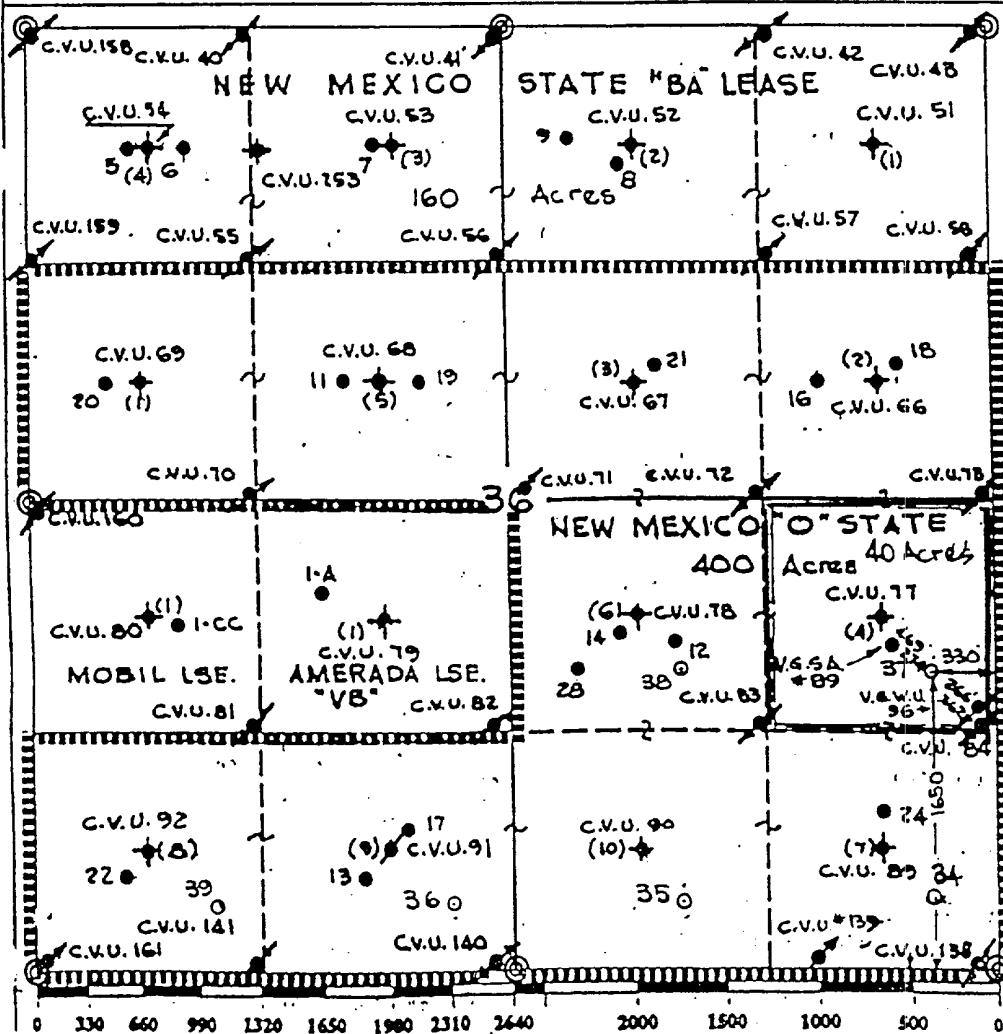 C.V.U. 158 C.V.U. 40 C.V.U. 41 C.V.U. 42 C.V.U. 43
NEW MEXICO STATE "BA" LEASE
C.V.U. 54 C.V.U. 53 C.V.U. 52 C.V.U. 51
5 (4) 6 7 (3) 9 (2) 8 (1)
C.V.U. 253
160 Acres
C.V.U. 159 C.V.U. 55 C.V.U. 56 C.V.U. 57 C.V.U. 58
C.V.U. 69 C.V.U. 68 (3) 21 (2) 18
20 (1) 11 (5) 19 C.V.U. 67 16 C.V.U. 66
C.V.U. 70 C.V.U. 71 C.V.U. 72 C.V.U. 73
36
C.V.U. 160
NEW MEXICO "O" STATE
400 Acres 40 Acres
1-A
(1) (6) C.V.U. 78 C.V.U. 77
C.V.U. 80 1-CC (1) 14 12 (4)
C.V.U. 79
MOBIL LSE. AMERADA LSE.
"VB"
28 38 V.G.S.A. 330
#89
V.G.W.U.
96
C.V.U. 81 C.V.U. 82 C.V.U. 83 C.V.U. 84
1650
C.V.U. 92 17 C.V.U. 90 24
(8) (9) C.V.U. 91 (10) (7)
22 13 C.V.U. 89
39 36 35 34
C.V.U. 141 C.V.U. #139
C.V.U. 161 C.V.U. 140 C.V.U. 138
0 330 660 990 1320 1650 1980 2310 2640 2000 1500 1000 500 0